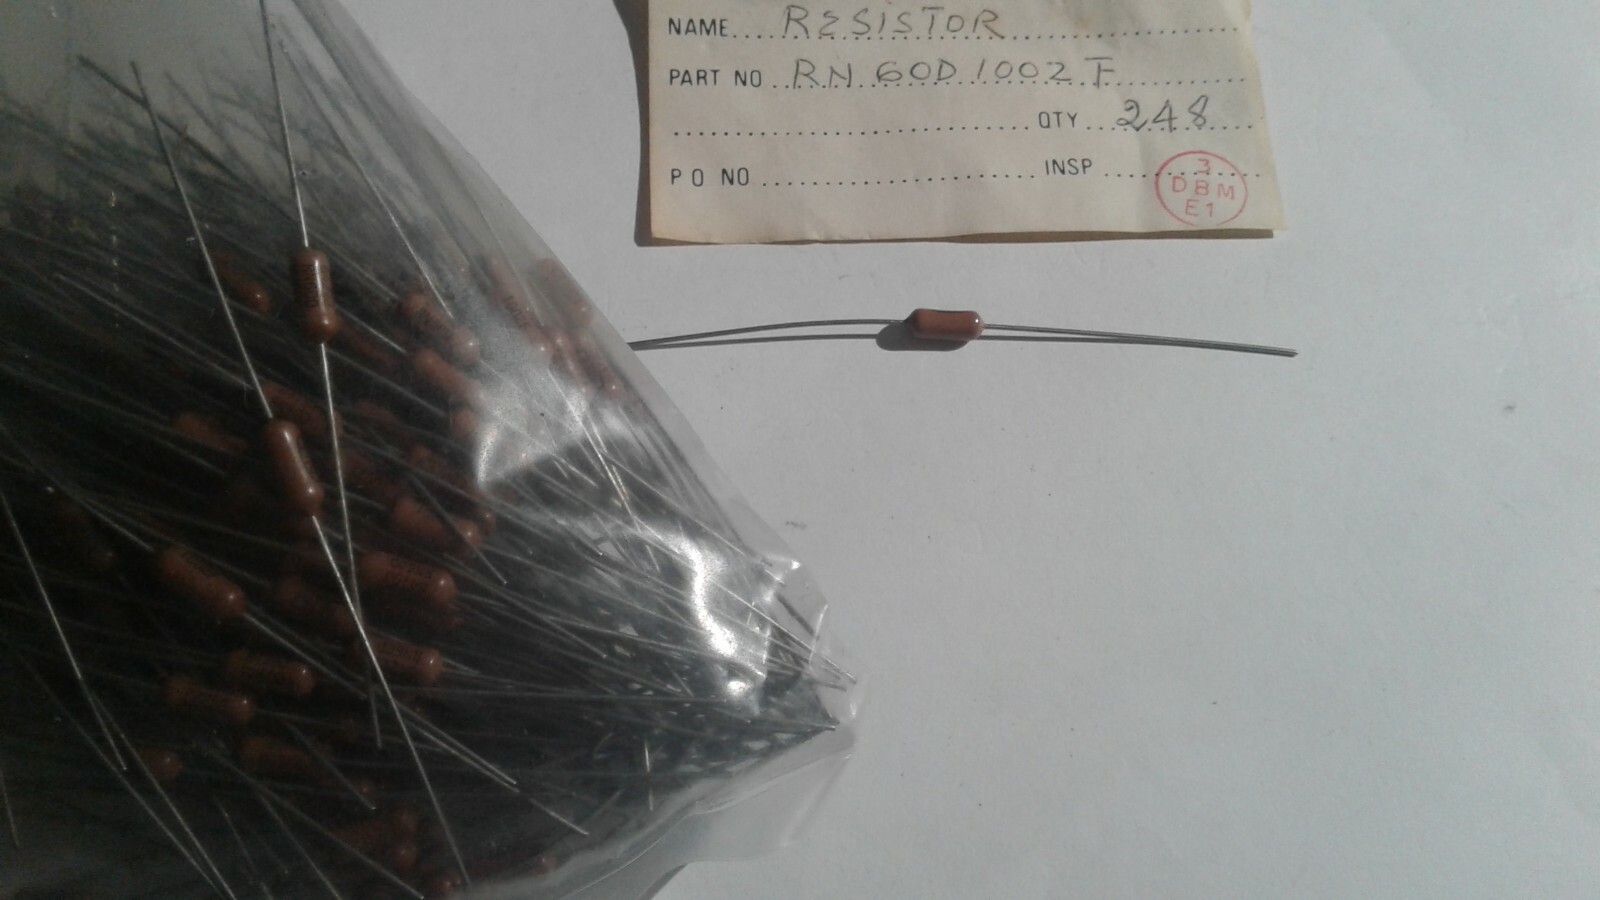 NAME.... RESISTOR
PART NO ... RN 60D 1002 F
QTY ... 248
P O NO .......... INSP ....
3
DBM
E1